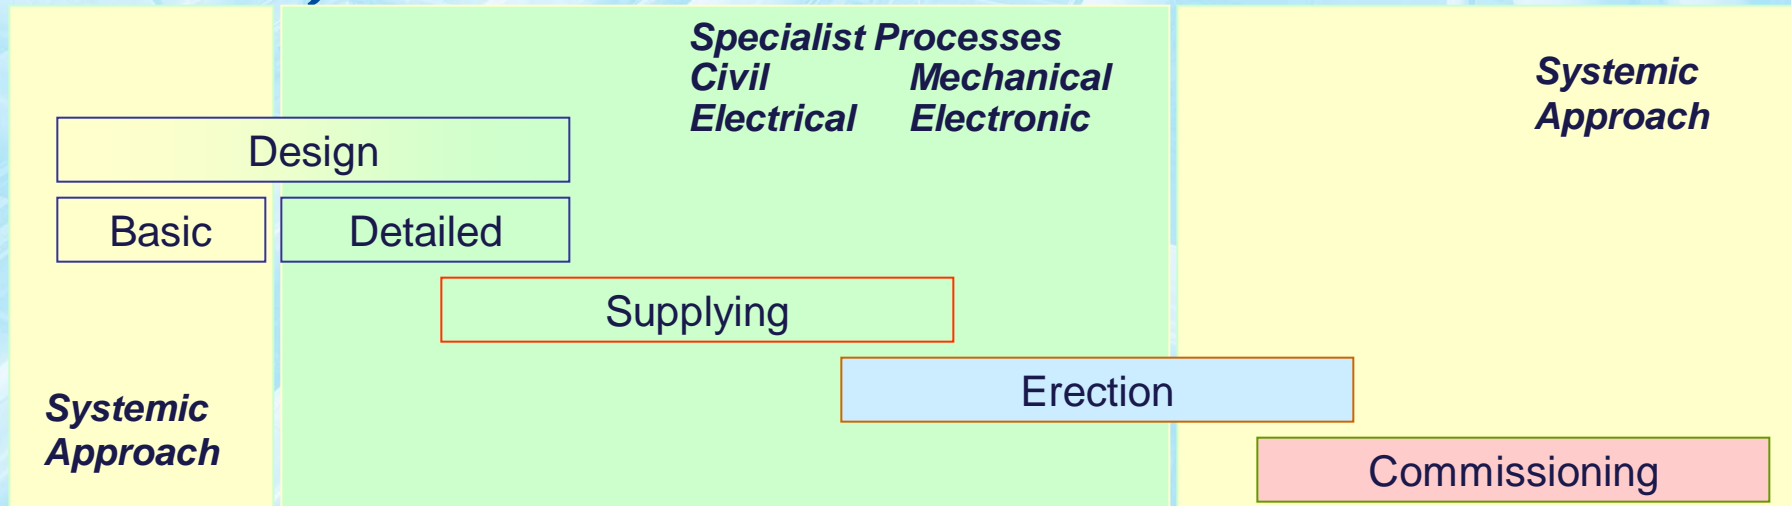 Specialist Processes
Civil Mechanical
Electrical Electronic
Systemic
Approach
Design
Basic Detailed
Supplying
Erection
Systemic
Approach
Commissioning